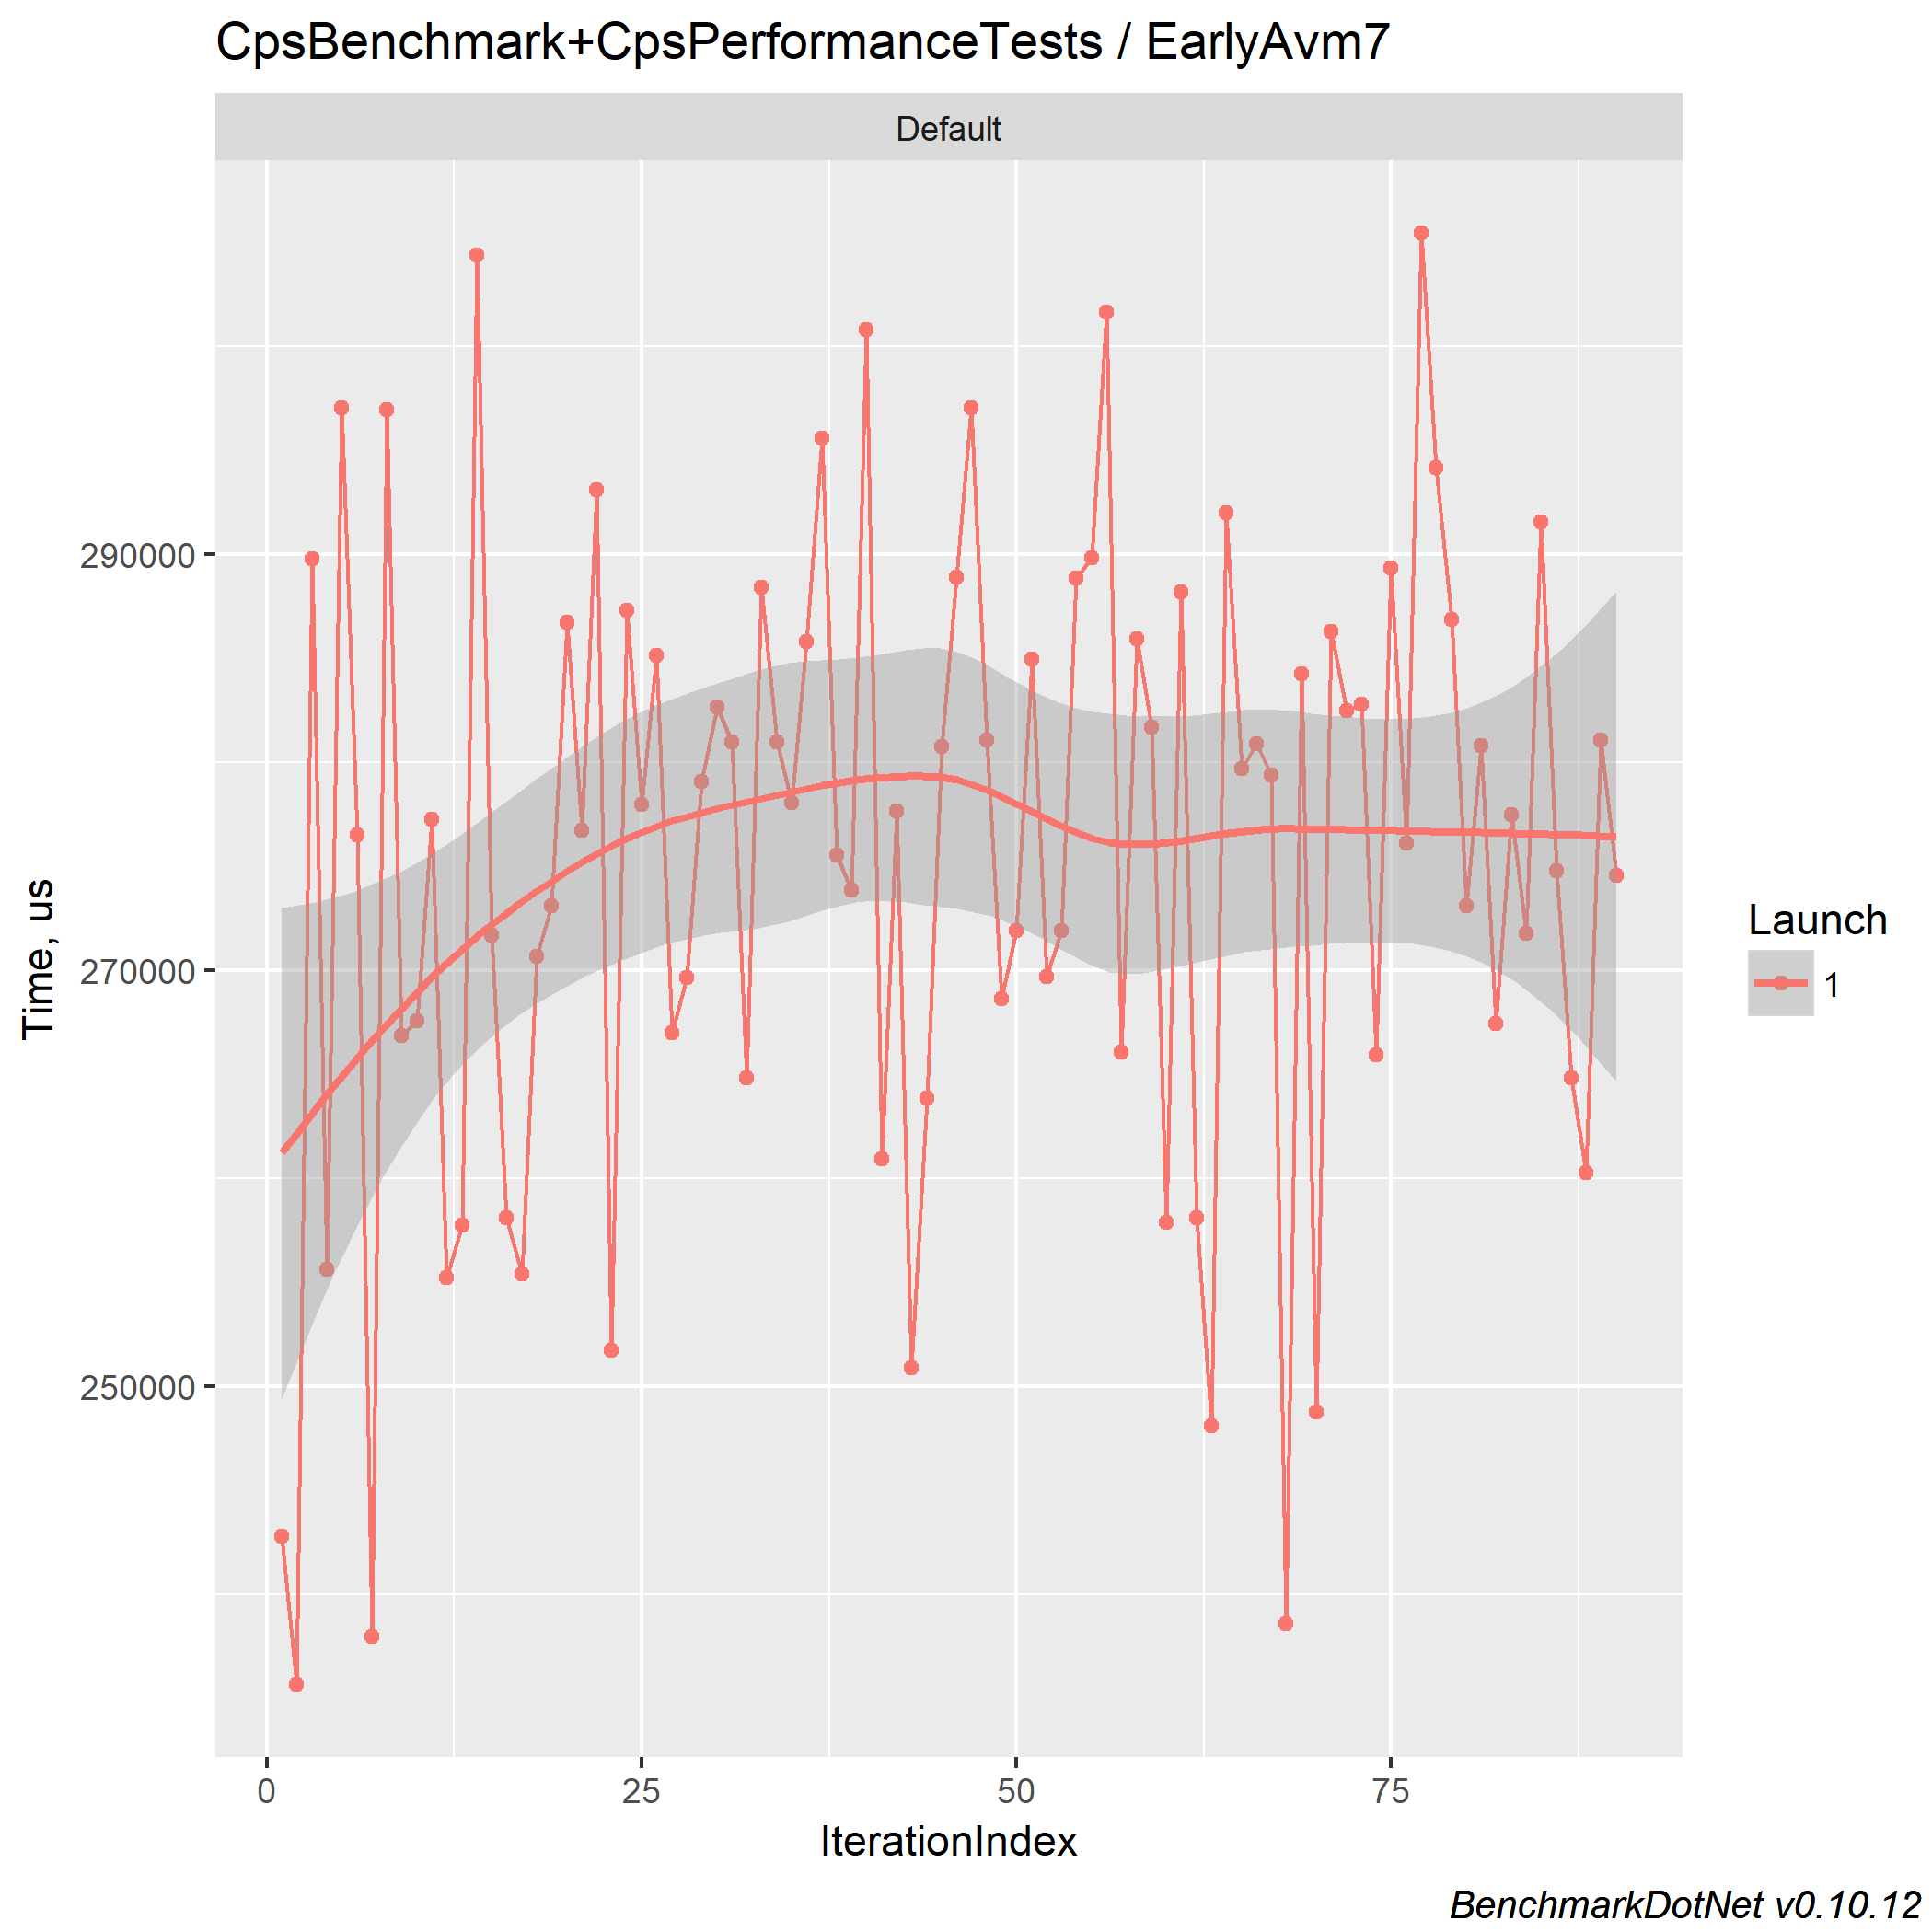 CpsBenchmark+CpsPerformanceTests / EarlyAvm7
Default
290000
270000
250000
Time, us
0 25 50 75
IterationIndex
Launch
1
BenchmarkDotNet v0.10.12